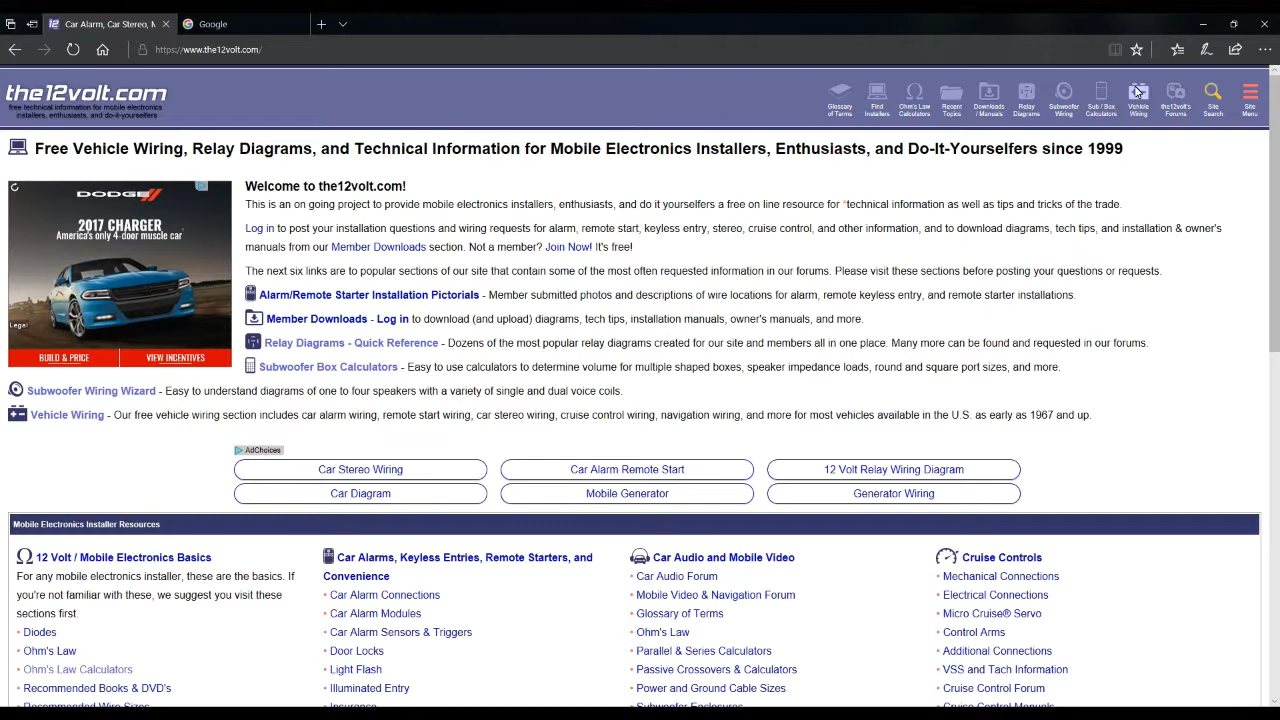 Car Alarm, Car Stereo, M
Google
https://www.the12volt.com/
the12volt.com
free technical information for mobile electronics
installers, enthusiasts, and do-it-yourselfers
Glossary of Terms
Find Installers
Ohm's Law Calculators
Recent Topics
Downloads / Manuals
Relay Diagrams
Subwoofer Wiring
Sub / Box Calculators
Vehicle Wiring
the12volt's Forums
Site Search
Site Menu
Free Vehicle Wiring, Relay Diagrams, and Technical Information for Mobile Electronics Installers, Enthusiasts, and Do-It-Yourselfers since 1999
DODGE
2017 CHARGER
America's only 4-door muscle car
Legal
BUILD & PRICE
VIEW INCENTIVES
Welcome to the12volt.com!
This is an on going project to provide mobile electronics installers, enthusiasts, and do it yourselfers a free on line resource for *technical information as well as tips and tricks of the trade.
Log in to post your installation questions and wiring requests for alarm, remote start, keyless entry, stereo, cruise control, and other information, and to download diagrams, tech tips, and installation & owner's
manuals from our Member Downloads section. Not a member? Join Now! It's free!
The next six links are to popular sections of our site that contain some of the most often requested information in our forums. Please visit these sections before posting your questions or requests.
Alarm/Remote Starter Installation Pictorials - Member submitted photos and descriptions of wire locations for alarm, remote keyless entry, and remote starter installations.
Member Downloads - Log in to download (and upload) diagrams, tech tips, installation manuals, owner's manuals, and more.
Relay Diagrams - Quick Reference - Dozens of the most popular relay diagrams created for our site and members all in one place. Many more can be found and requested in our forums.
Subwoofer Box Calculators - Easy to use calculators to determine volume for multiple shaped boxes, speaker impedance loads, round and square port sizes, and more.
Subwoofer Wiring Wizard - Easy to understand diagrams of one to four speakers with a variety of single and dual voice coils.
Vehicle Wiring - Our free vehicle wiring section includes car alarm wiring, remote start wiring, car stereo wiring, cruise control wiring, navigation wiring, and more for most vehicles available in the U.S. as early as 1967 and up.
AdChoices
Car Stereo Wiring
Car Alarm Remote Start
12 Volt Relay Wiring Diagram
Car Diagram
Mobile Generator
Generator Wiring
Mobile Electronics Installer Resources
12 Volt / Mobile Electronics Basics
For any mobile electronics installer, these are the basics. If
you're not familiar with these, we suggest you visit these
sections first.
• Diodes
• Ohm's Law
• Ohm's Law Calculators
• Recommended Books & DVD's
• Recommended Wire Sizes
Car Alarms, Keyless Entries, Remote Starters, and
Convenience
• Car Alarm Connections
• Car Alarm Modules
• Car Alarm Sensors & Triggers
• Door Locks
• Light Flash
• Illuminated Entry
• Insurance
Car Audio and Mobile Video
• Car Audio Forum
• Mobile Video & Navigation Forum
• Glossary of Terms
• Ohm's Law
• Parallel & Series Calculators
• Passive Crossovers & Calculators
• Power and Ground Cable Sizes
• Subwoofer Enclosures
Cruise Controls
• Mechanical Connections
• Electrical Connections
• Micro Cruise® Servo
• Control Arms
• Additional Connections
• VSS and Tach Information
• Cruise Control Forum
• Cruise Control Manuals